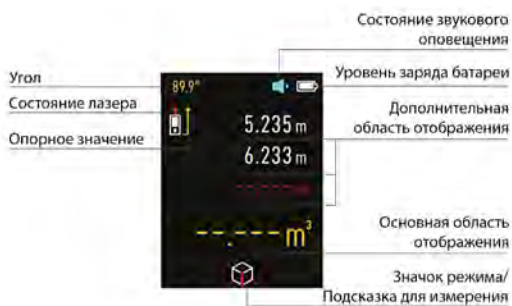 Состояние звукового
оповещения
Уровень заряда батареи
Дополнительная
область отображения
Основная область
отображения
Значок режима/
Подсказка для измерения
Угол
Состояние лазера
Опорное значение
89.9°
5.235 m
6.233 m
m³